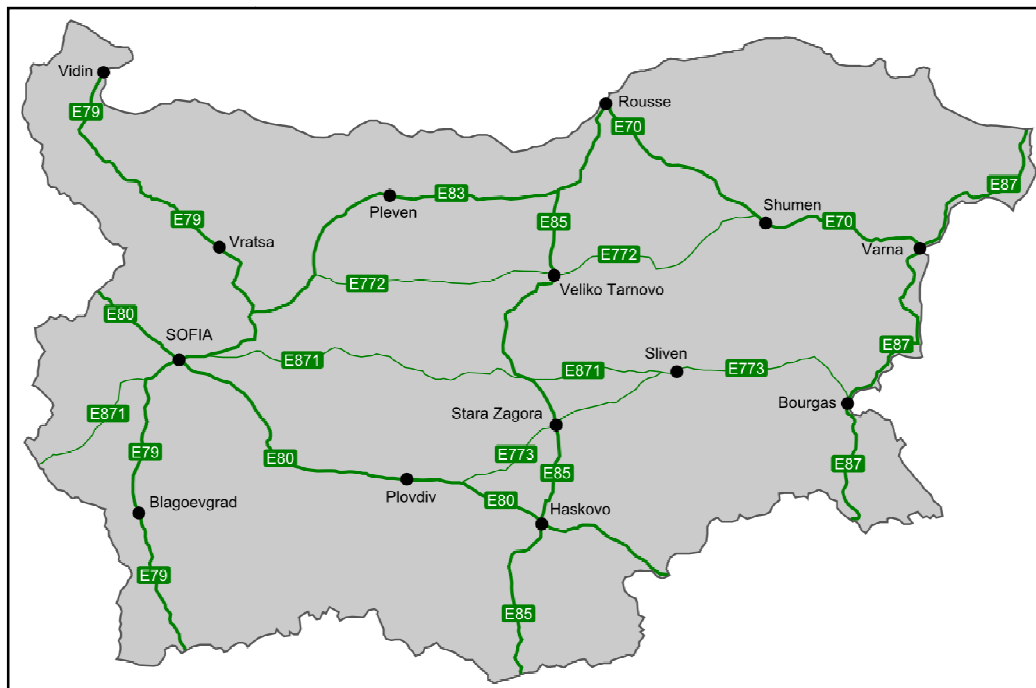 Vidin
E79
Rousse
E70
E83
Pleven
E87
Shumen
E79
E85
E70
Vratsa
Varna
E772
E772
Veliko Tarnovo
E80
SOFIA
E87
Sliven
E871
E871
E773
Bourgas
E871
Stara Zagora
E79
E773
E80
E87
E85
Plovdiv
E80
Blagoevgrad
Haskovo
E79
E85